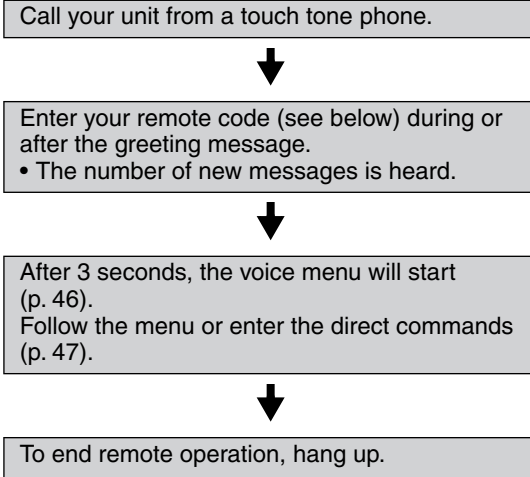 Call your unit from a touch tone phone.
Enter your remote code (see below) during or
after the greeting message.
• The number of new messages is heard.
After 3 seconds, the voice menu will start
(p. 46).
Follow the menu or enter the direct commands
(p. 47).
To end remote operation, hang up.